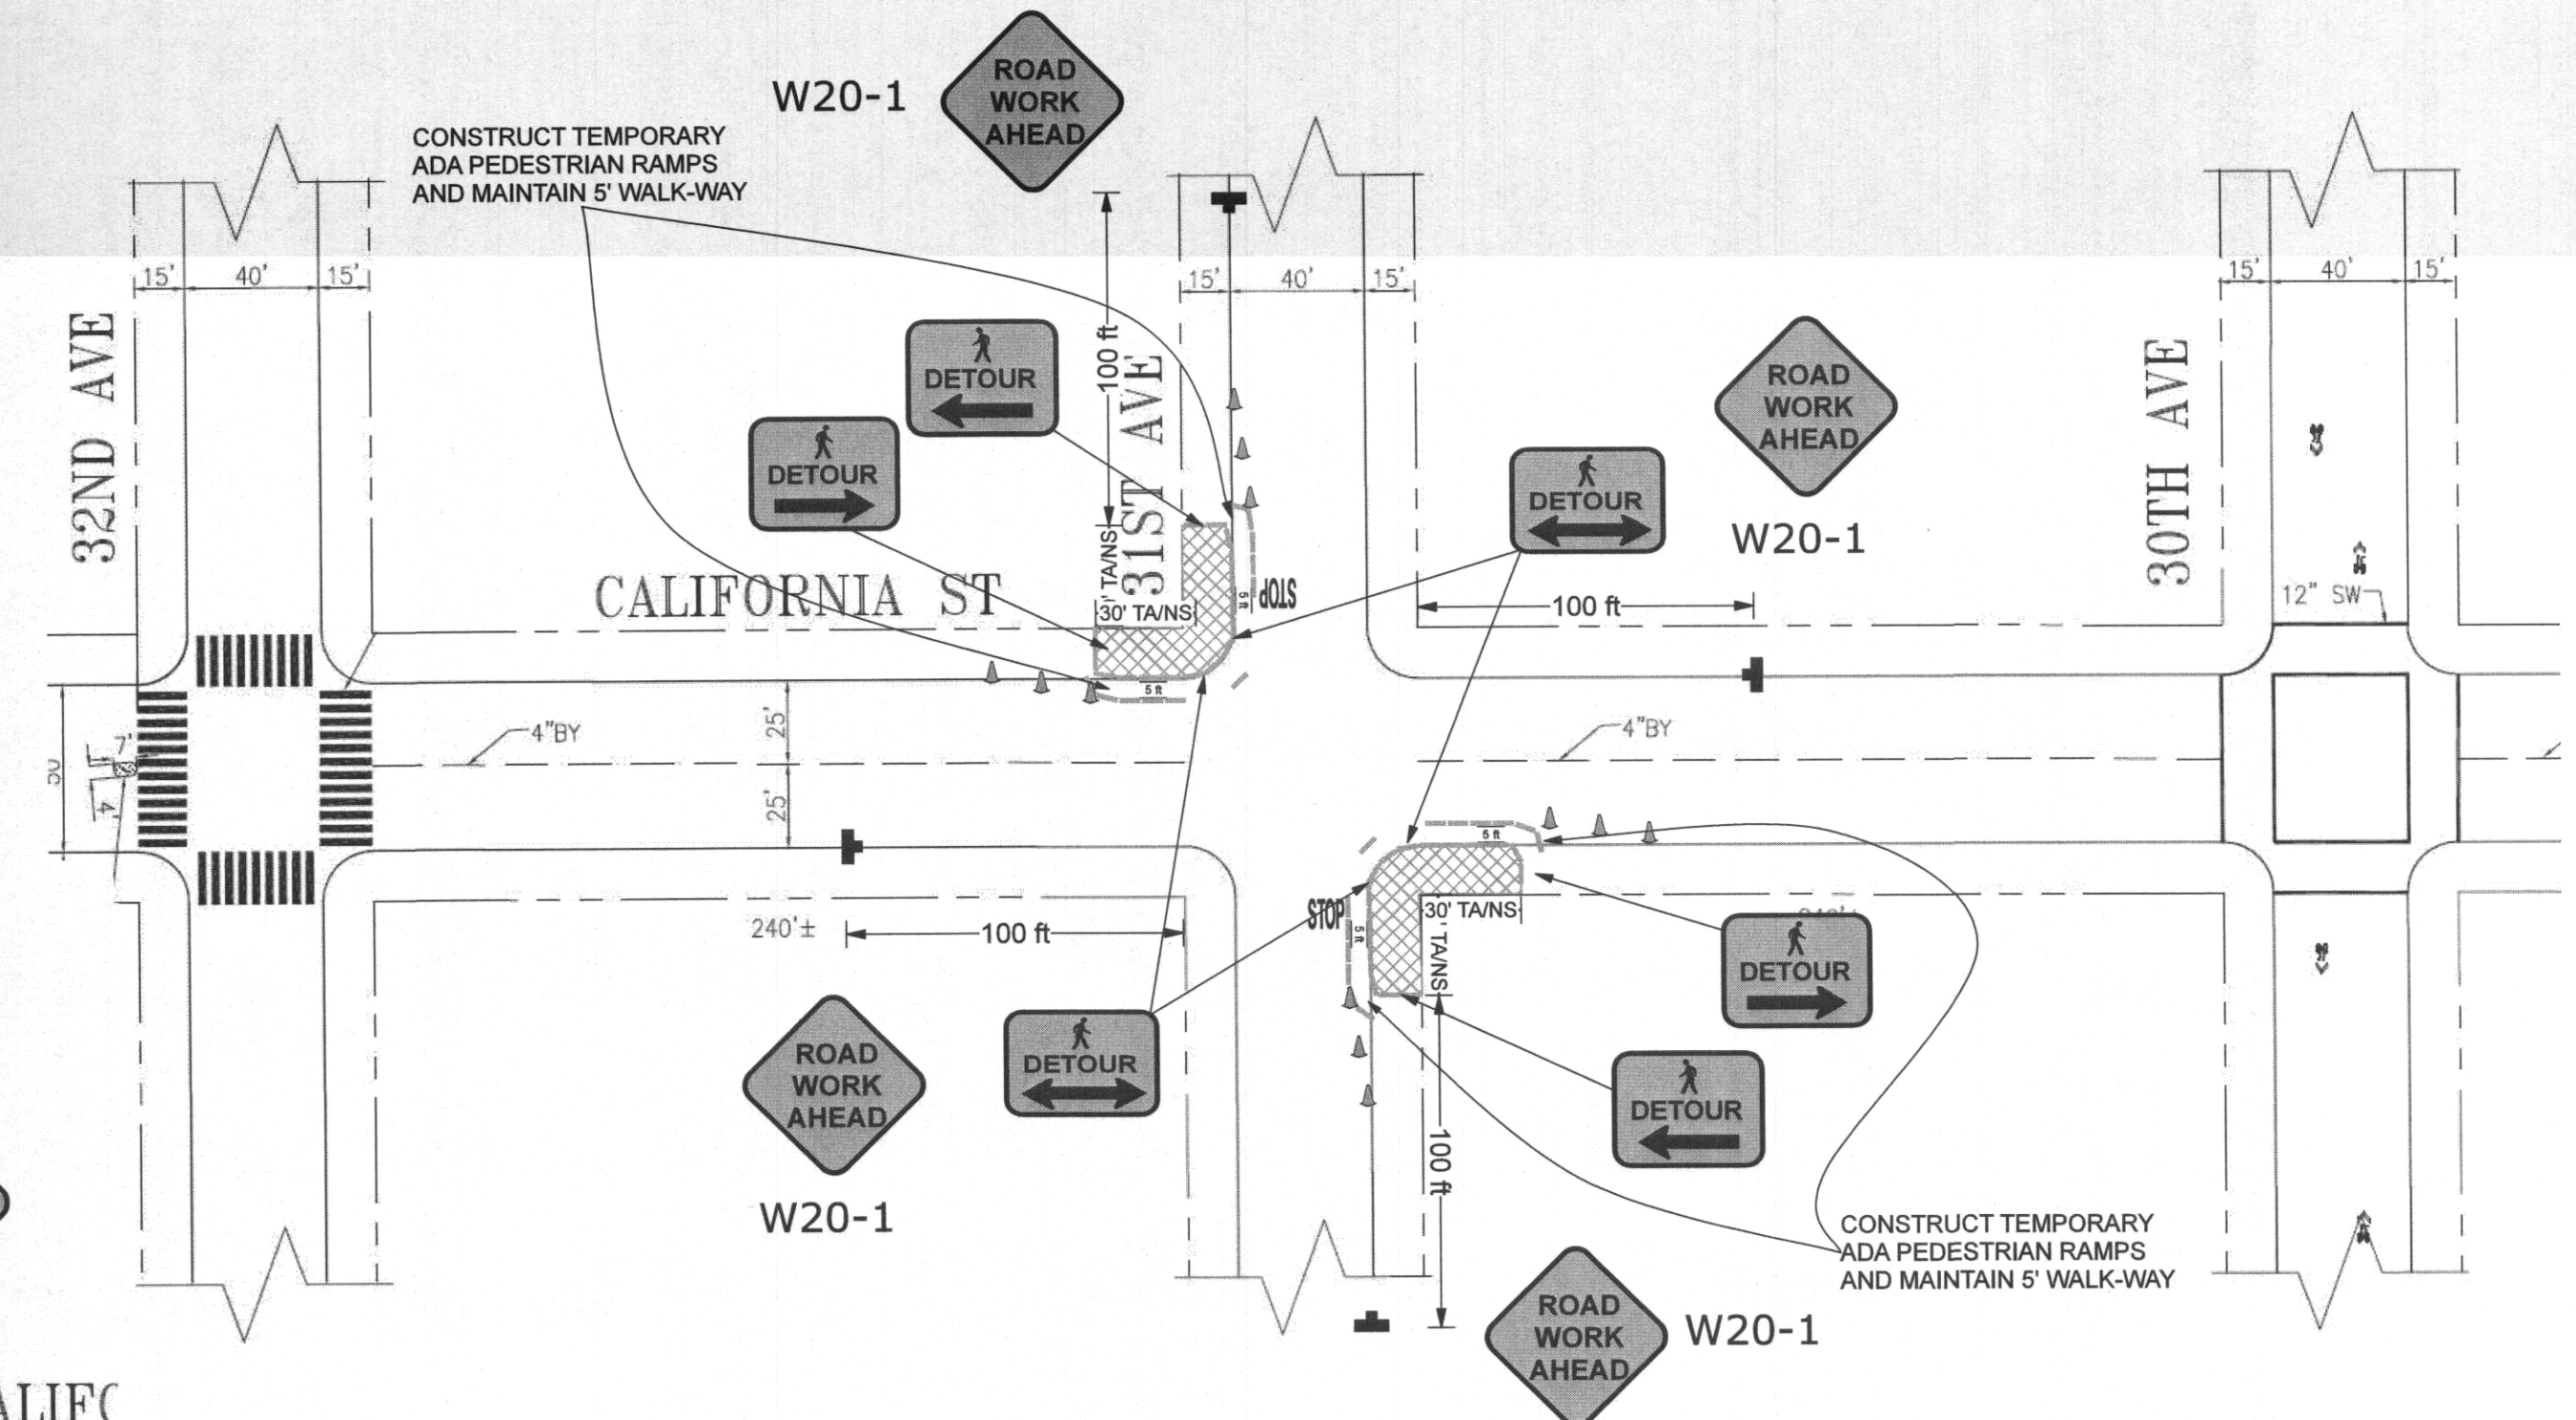 W20-1
ROAD
WORK
AHEAD
CONSTRUCT TEMPORARY
ADA PEDESTRIAN RAMPS
AND MAINTAIN 5' WALK-WAY
15' 40' 15'
15' 40' 15'
15' 40' 15'
32ND AVE
100 ft
31ST AVE
30TH AVE
DETOUR
DETOUR
DETOUR
ROAD
WORK
AHEAD
W20-1
CALIFORNIA ST
' TA/NS
30' TA/NS
5 ft
STOP
100 ft
12" SW
5 ft
4"BY
25'
25'
4"BY
7'
4'
5 ft
240'±
100 ft
STOP
5 ft
30' TA/NS
' TA/NS
DETOUR
DETOUR
DETOUR
ROAD
WORK
AHEAD
W20-1
100 ft
CONSTRUCT TEMPORARY
ADA PEDESTRIAN RAMPS
AND MAINTAIN 5' WALK-WAY
ROAD
WORK
AHEAD
W20-1
ALIFC